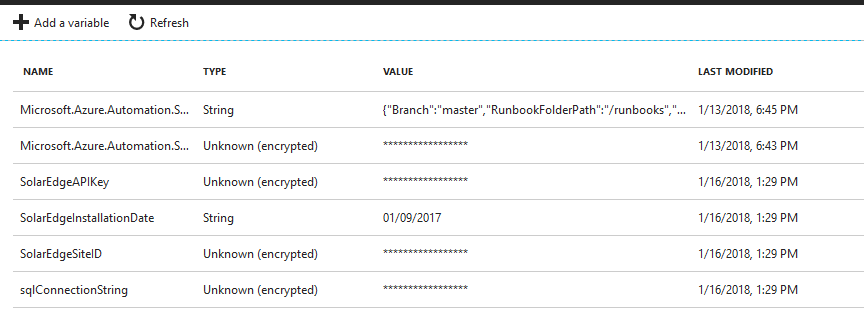 Add a variable Refresh
NAME TYPE VALUE LAST MODIFIED
Microsoft.Azure.Automation.S... String {"Branch":"master","RunbookFolderPath":"/runbooks","... 1/13/2018, 6:45 PM
Microsoft.Azure.Automation.S... Unknown (encrypted) ***************** 1/13/2018, 6:43 PM
SolarEdgeAPIKey Unknown (encrypted) ***************** 1/16/2018, 1:29 PM
SolarEdgeInstallationDate String 01/09/2017 1/16/2018, 1:29 PM
SolarEdgeSiteID Unknown (encrypted) ***************** 1/16/2018, 1:29 PM
sqlConnectionString Unknown (encrypted) ***************** 1/16/2018, 1:29 PM